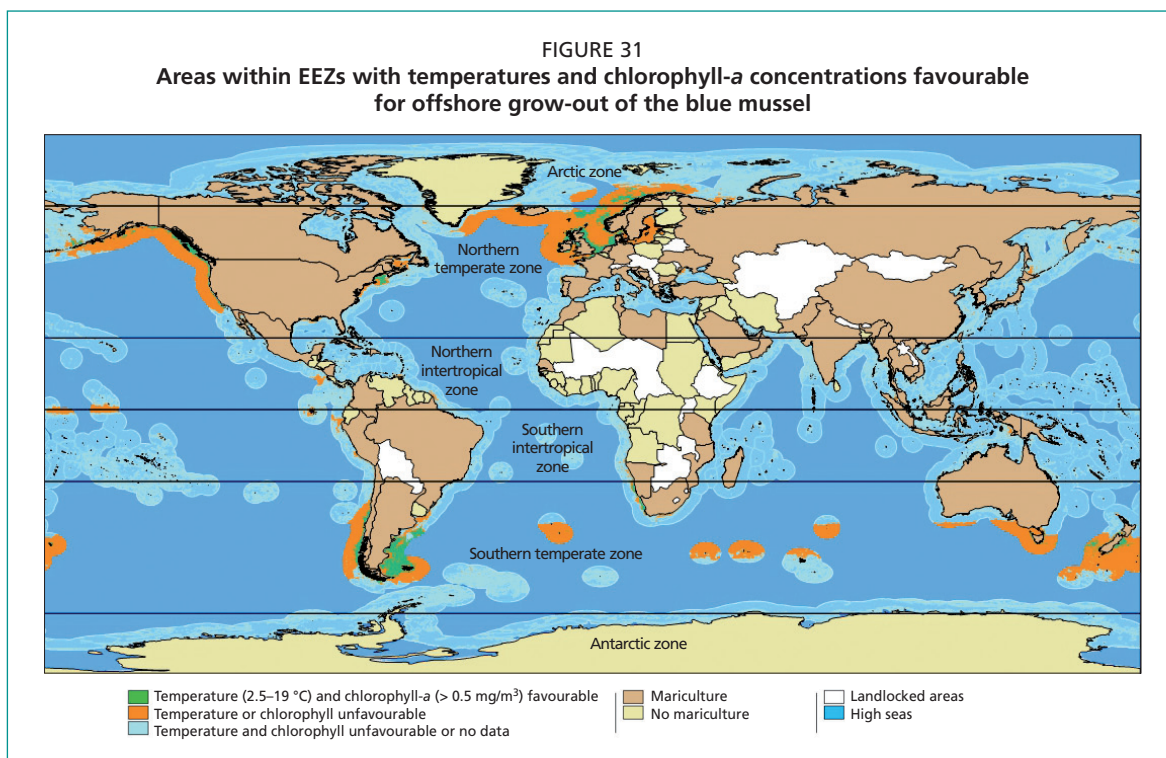 FIGURE 31
Areas within EEZs with temperatures and chlorophyll-a concentrations favourable
for offshore grow-out of the blue mussel
Arctic zone
Northern
temperate zone
Northern
intertropical
zone
Southern
intertropical
zone
Southern temperate zone
Antarctic zone
Temperature (2.5–19 °C) and chlorophyll-a (> 0.5 mg/m³) favourable
Temperature or chlorophyll unfavourable
Temperature and chlorophyll unfavourable or no data
Mariculture
No mariculture
Landlocked areas
High seas